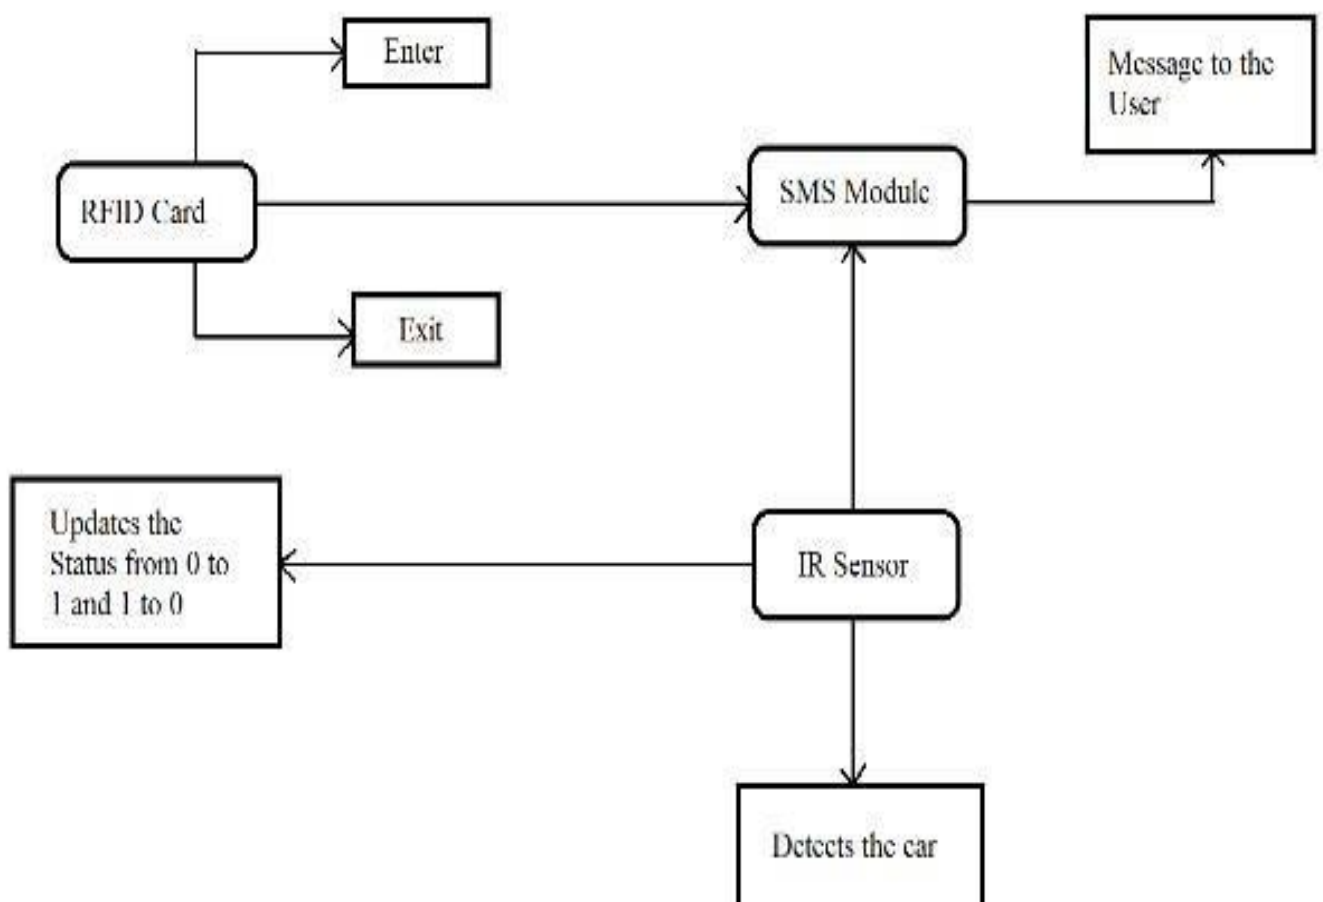 Enter
Message to the
User
RFID Card
SMS Module
Exit
Updates the
Status from 0 to
1 and 1 to 0
IR Sensor
Detects the car